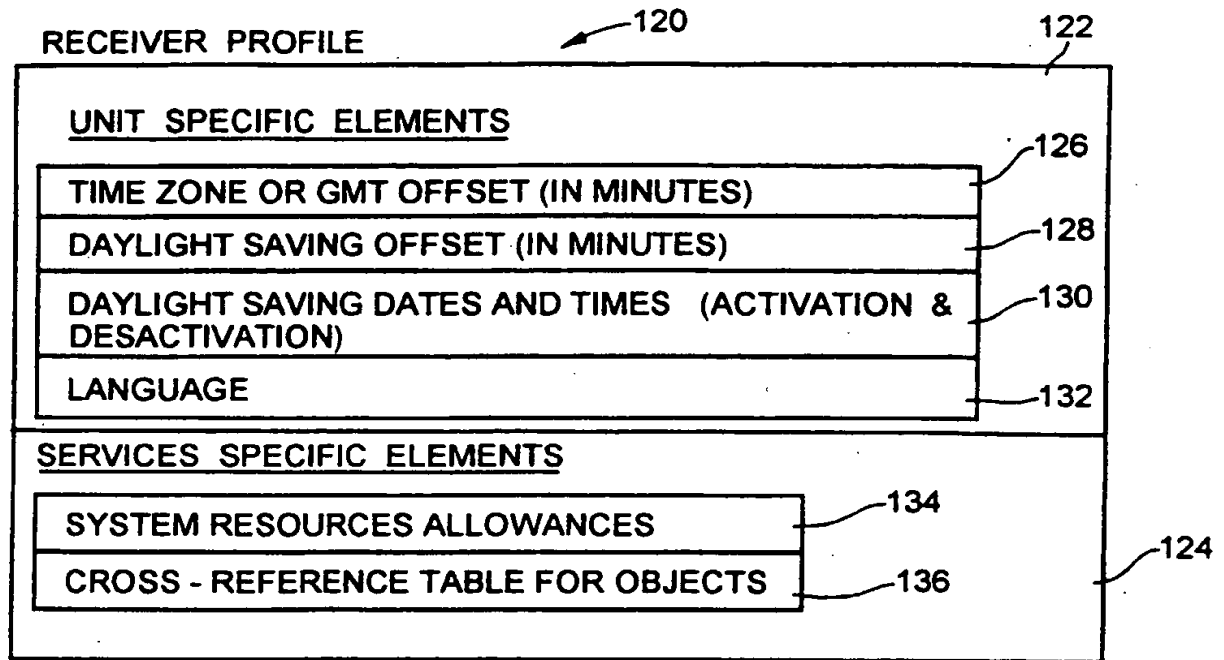 RECEIVER PROFILE
120
122
UNIT SPECIFIC ELEMENTS
126
TIME ZONE OR GMT OFFSET (IN MINUTES)
128
DAYLIGHT SAVING OFFSET (IN MINUTES)
DAYLIGHT SAVING DATES AND TIMES (ACTIVATION &
DESACTIVATION)
130
LANGUAGE
132
SERVICES SPECIFIC ELEMENTS
SYSTEM RESOURCES ALLOWANCES
134
CROSS - REFERENCE TABLE FOR OBJECTS
136
124